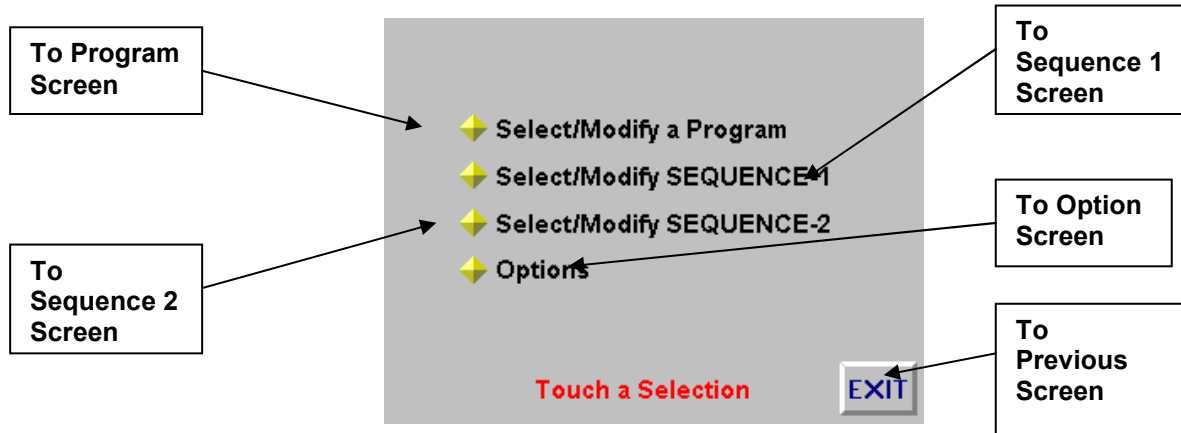 To Program
Screen
To
Sequence 1
Screen
Select/Modify a Program
Select/Modify SEQUENCE-1
Select/Modify SEQUENCE-2
Options
To Option
Screen
To
Sequence 2
Screen
To
Previous
Screen
Touch a Selection
EXIT